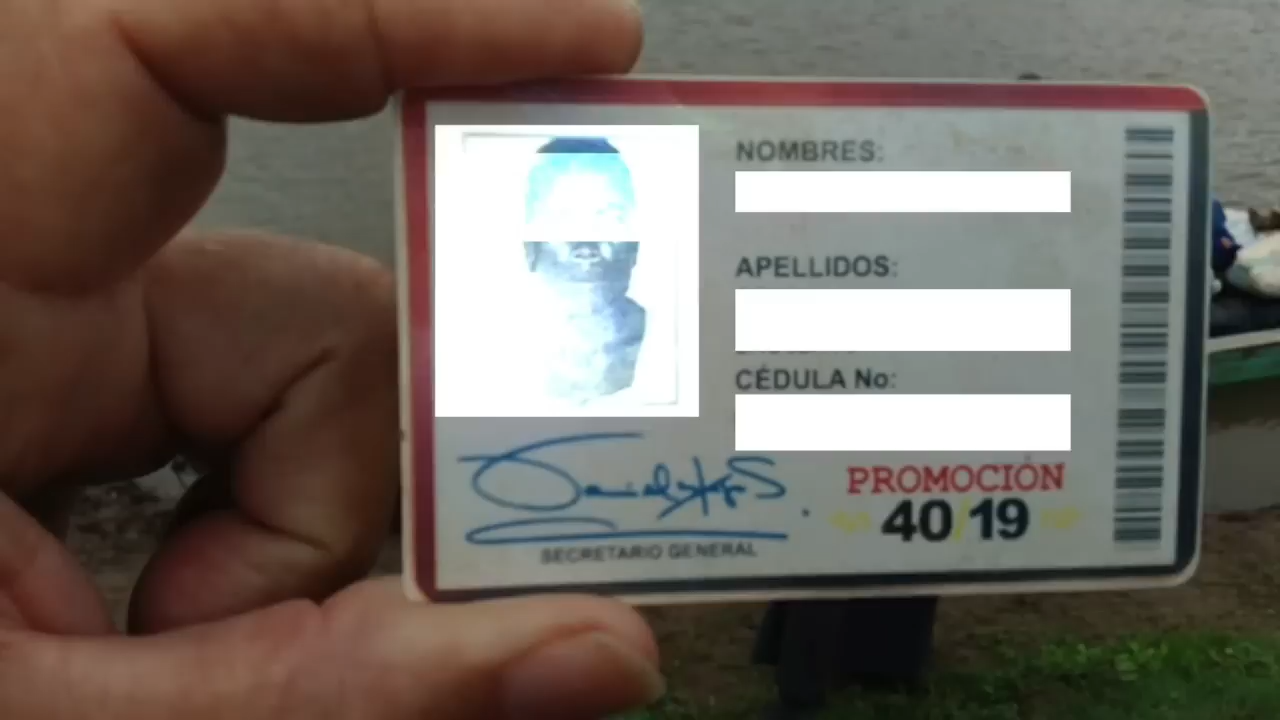 NOMBRES:
APELLIDOS:
CÉDULA No:
PROMOCIÓN
40/19
SECRETARIO GENERAL